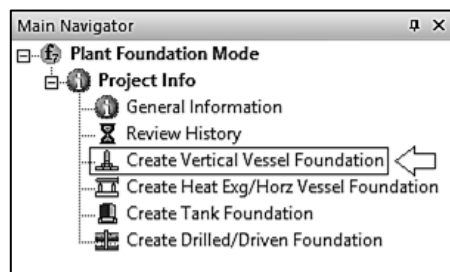 Main Navigator
Plant Foundation Mode
Project Info
General Information
Review History
Create Vertical Vessel Foundation
Create Heat Exg/Horz Vessel Foundation
Create Tank Foundation
Create Drilled/Driven Foundation